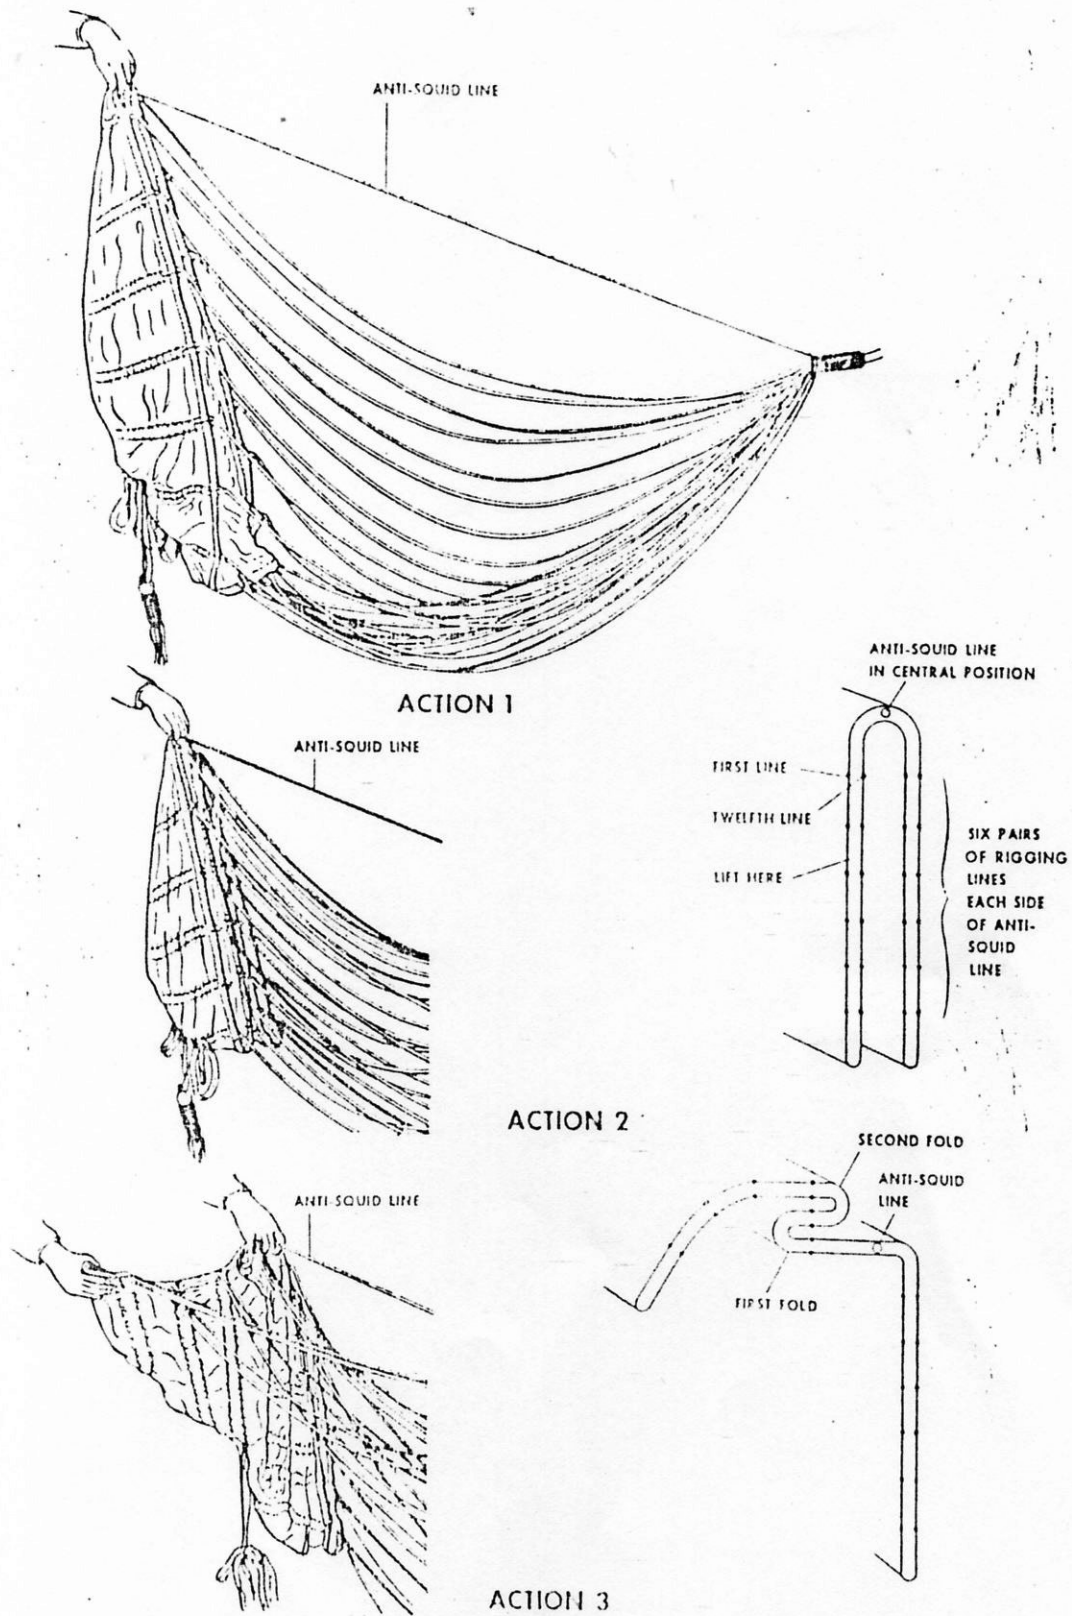 ANTI-SQUID LINE
ACTION 1
ANTI-SQUID LINE
IN CENTRAL POSITION
ANTI-SQUID LINE
FIRST LINE
TWELFTH LINE
LIFT HERE
SIX PAIRS
OF RIGGING
LINES
EACH SIDE
OF ANTI-
SQUID
LINE
ACTION 2
SECOND FOLD
ANTI-SQUID
LINE
ANTI-SQUID LINE
FIRST FOLD
ACTION 3